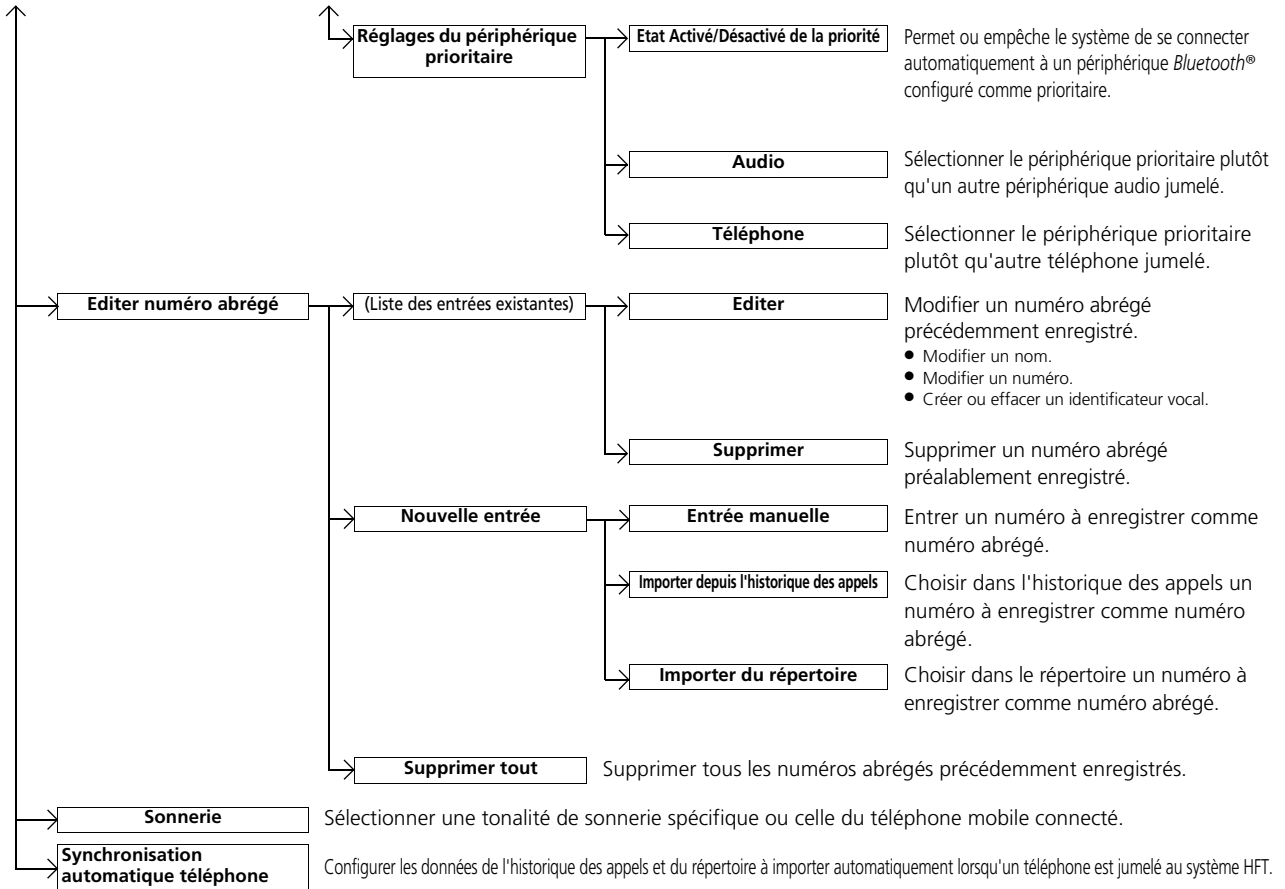 Réglages du périphérique
prioritaire
Etat Activé/Désactivé de la priorité
Permet ou empêche le système de se connecter
automatiquement à un périphérique Bluetooth®
configuré comme prioritaire.
Audio
Sélectionner le périphérique prioritaire plutôt
qu'un autre périphérique audio jumelé.
Téléphone
Sélectionner le périphérique prioritaire
plutôt qu'autre téléphone jumelé.
Editer numéro abrégé
(Liste des entrées existantes)
Editer
Modifier un numéro abrégé
précédemment enregistré.
● Modifier un nom.
● Modifier un numéro.
● Créer ou effacer un identificateur vocal.
Supprimer
Supprimer un numéro abrégé
préalablement enregistré.
Nouvelle entrée
Entrée manuelle
Entrer un numéro à enregistrer comme
numéro abrégé.
Importer depuis l'historique des appels
Choisir dans l'historique des appels un
numéro à enregistrer comme numéro
abrégé.
Importer du répertoire
Choisir dans le répertoire un numéro à
enregistrer comme numéro abrégé.
Supprimer tout
Supprimer tous les numéros abrégés précédemment enregistrés.
Sonnerie
Sélectionner une tonalité de sonnerie spécifique ou celle du téléphone mobile connecté.
Synchronisation
automatique téléphone
Configurer les données de l'historique des appels et du répertoire à importer automatiquement lorsqu'un téléphone est jumelé au système HFT.